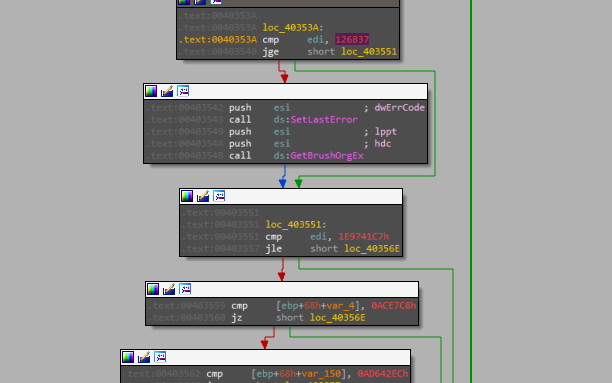 .text:0040353A
.text:0040353A loc_40353A:
.text:0040353A cmp edi, 126837
.text:00403540 jge short loc_403551
.text:00403542 push esi ; dwErrCode
.text:00403543 call ds:SetLastError
.text:00403549 push esi ; lppt
.text:0040354A push esi ; hdc
.text:0040354B call ds:GetBrushOrgEx
.text:00403551
.text:00403551 loc_403551:
.text:00403551 cmp edi, 1E9741C7h
.text:00403557 jle short loc_40356E
.text:00403559 cmp [ebp+68h+var_4], 0ACE7C8h
.text:00403560 jz short loc_40356E
.text:00403562 cmp [ebp+68h+var_150], 0AD642ECh